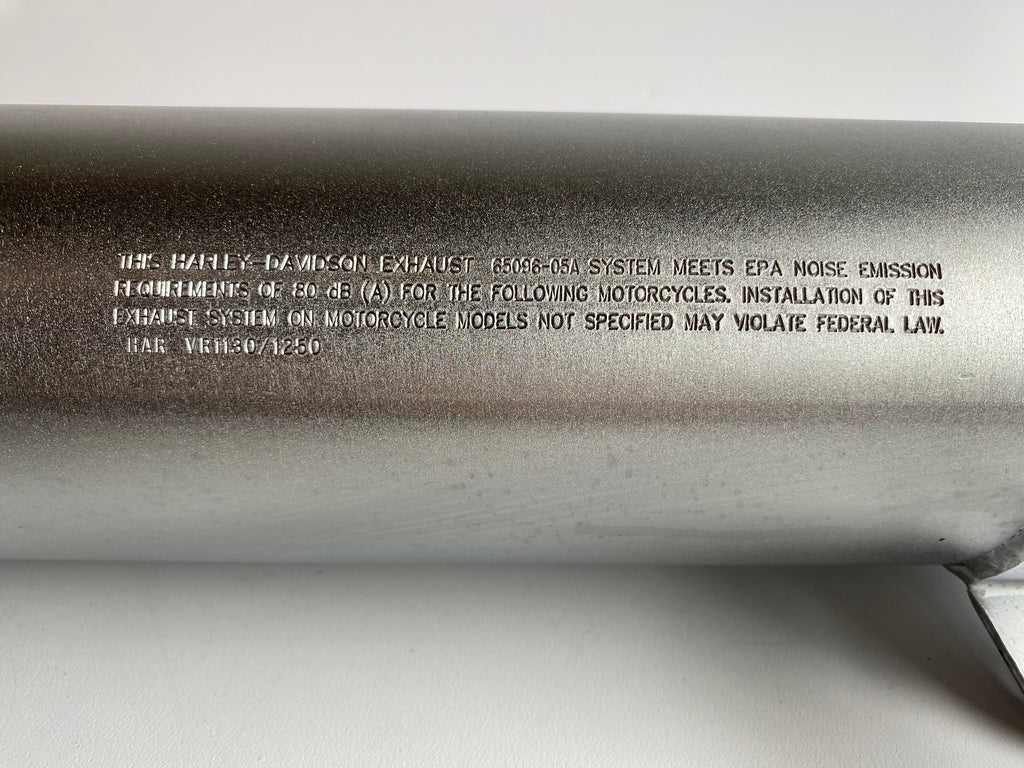 THIS HARLEY-DAVIDSON EXHAUST 65096-05A SYSTEM MEETS EPA NOISE EMISSION
REQUIREMENTS OF 80 dB (A) FOR THE FOLLOWING MOTORCYCLES. INSTALLATION OF THIS
EXHAUST SYSTEM ON MOTORCYCLE MODELS NOT SPECIFIED MAY VIOLATE FEDERAL LAW.
HAR VRT1130/1250